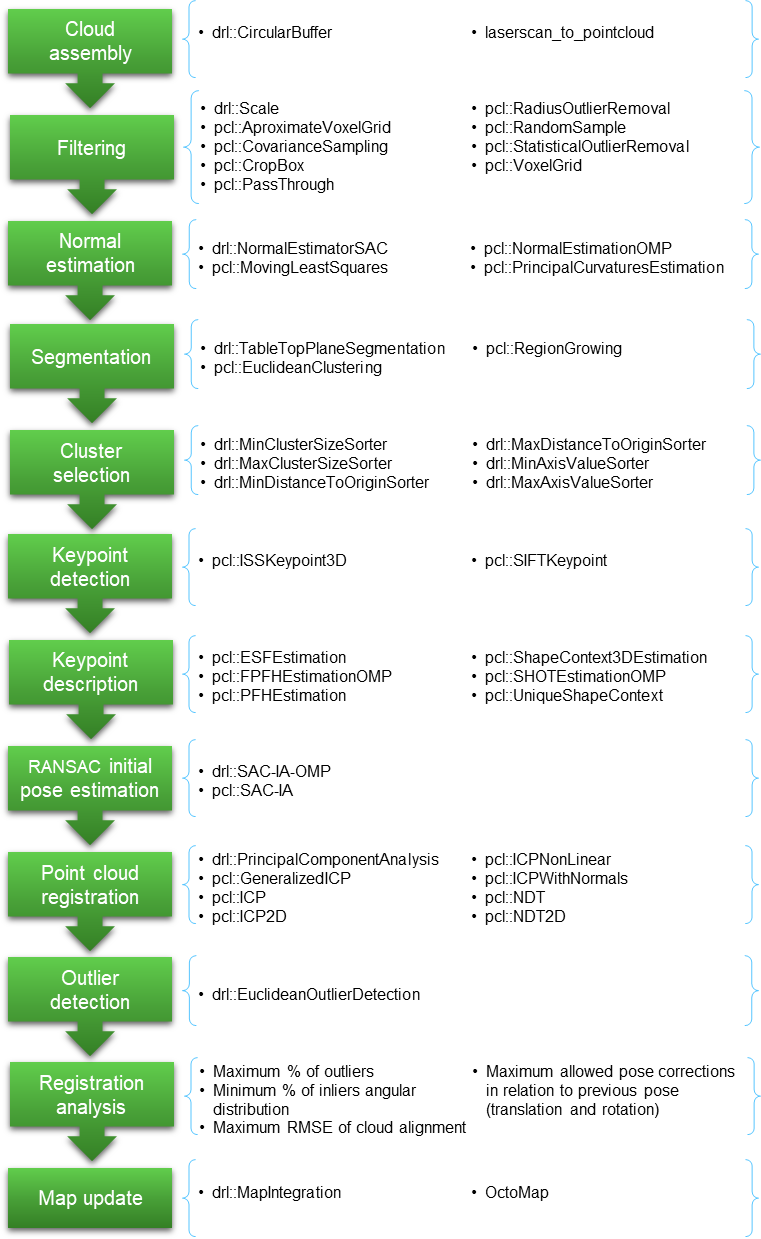 Cloud
assembly
• drl::CircularBuffer
• laserscan_to_pointcloud
Filtering
• drl::Scale
• pcl::AproximateVoxelGrid
• pcl::CovarianceSampling
• pcl::CropBox
• pcl::PassThrough
• pcl::RadiusOutlierRemoval
• pcl::RandomSample
• pcl::StatisticalOutlierRemoval
• pcl::VoxelGrid
Normal
estimation
• drl::NormalEstimatorSAC
• pcl::MovingLeastSquares
• pcl::NormalEstimationOMP
• pcl::PrincipalCurvaturesEstimation
Segmentation
• drl::TableTopPlaneSegmentation
• pcl::EuclideanClustering
• pcl::RegionGrowing
Cluster
selection
• drl::MinClusterSizeSorter
• drl::MaxClusterSizeSorter
• drl::MinDistanceToOriginSorter
• drl::MaxDistanceToOriginSorter
• drl::MinAxisValueSorter
• drl::MaxAxisValueSorter
Keypoint
detection
• pcl::ISSKeypoint3D
• pcl::SIFTKeypoint
Keypoint
description
• pcl::ESFEstimation
• pcl::FPFHEstimationOMP
• pcl::PFHEstimation
• pcl::ShapeContext3DEstimation
• pcl::SHOTEstimationOMP
• pcl::UniqueShapeContext
RANSAC initial
pose estimation
• drl::SAC-IA-OMP
• pcl::SAC-IA
Point cloud
registration
• drl::PrincipalComponentAnalysis
• pcl::GeneralizedICP
• pcl::ICP
• pcl::ICP2D
• pcl::ICPNonLinear
• pcl::ICPWithNormals
• pcl::NDT
• pcl::NDT2D
Outlier
detection
• drl::EuclideanOutlierDetection
Registration
analysis
• Maximum % of outliers
• Minimum % of inliers angular
distribution
• Maximum RMSE of cloud alignment
• Maximum allowed pose corrections
in relation to previous pose
(translation and rotation)
Map update
• drl::MapIntegration
• OctoMap